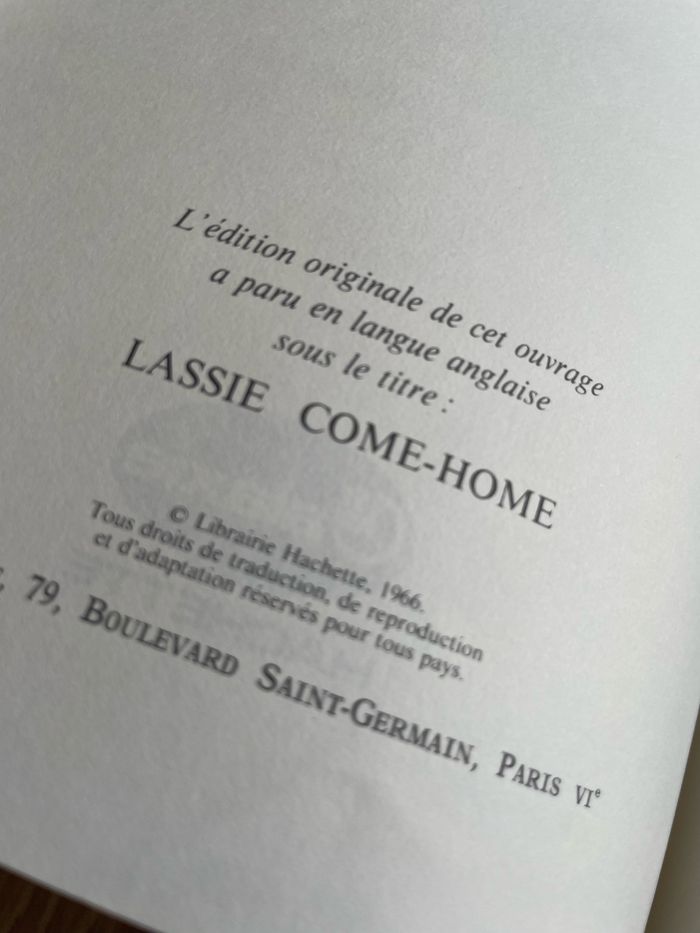 L'édition originale de cet ouvrage
a paru en langue anglaise
sous le titre :
LASSIE COME-HOME
© Librairie Hachette, 1966.
Tous droits de traduction, de reproduction
et d'adaptation réservés pour tous pays.
79, BOULEVARD SAINT-GERMAIN, PARIS VIe